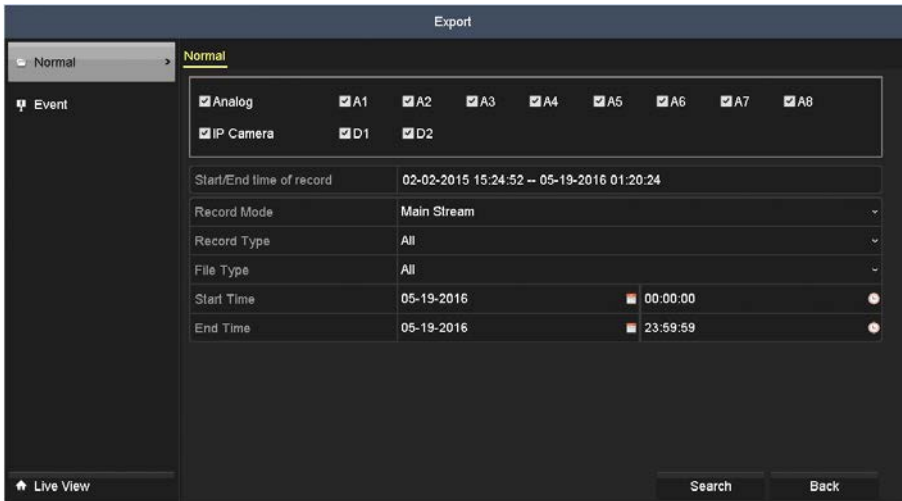 Export
Normal
Event
Normal
Analog A1 A2 A3 A4 A5 A6 A7 A8
IP Camera D1 D2
Start/End time of record 02-02-2015 15:24:52 -- 05-19-2016 01:20:24
Record Mode Main Stream
Record Type All
File Type All
Start Time 05-19-2016 00:00:00
End Time 05-19-2016 23:59:59
Live View Search Back